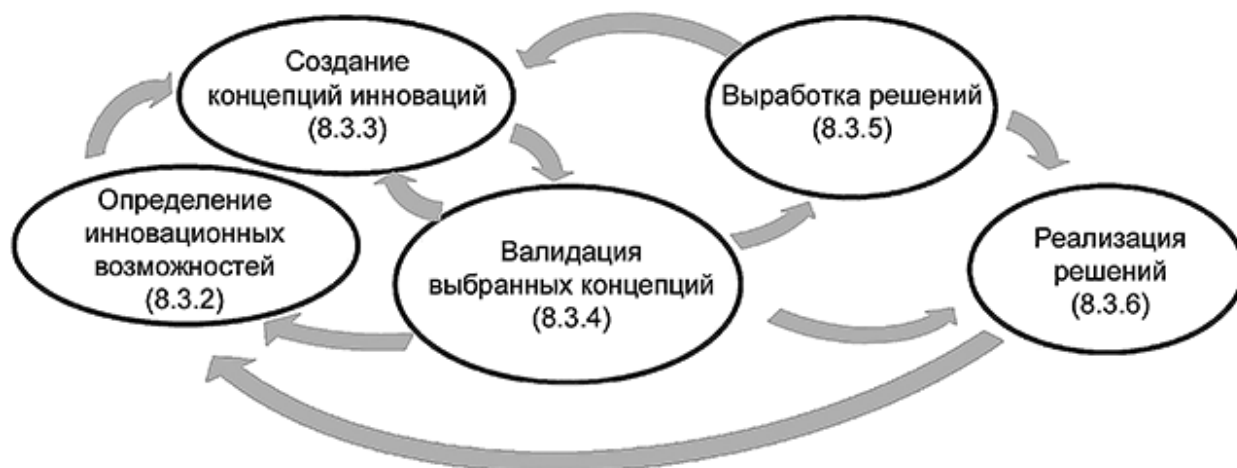 Создание
концепций инноваций
(8.3.3)
Выработка решений
(8.3.5)
Определение
инновационных
возможностей
(8.3.2)
Валидация
выбранных концепций
(8.3.4)
Реализация
решений
(8.3.6)